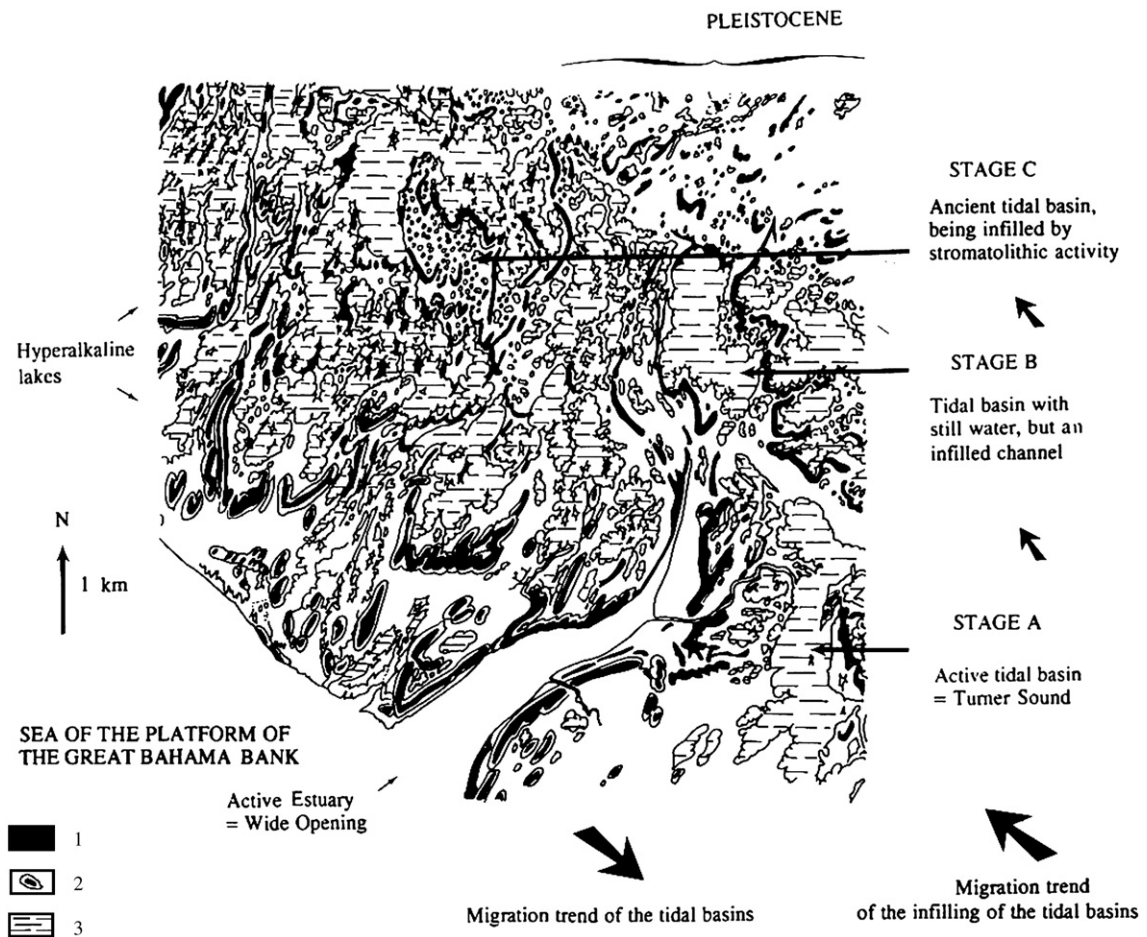 PLEISTOCENE
STAGE C
Ancient tidal basin,
being infilled by
stromatolithic activity
Hyperalkaline
lakes
STAGE B
Tidal basin with
still water, but an
infilled channel
N
1 km
STAGE A
Active tidal basin
= Turner Sound
SEA OF THE PLATFORM OF
THE GREAT BAHAMA BANK
Active Estuary
= Wide Opening
1
2
3
Migration trend of the tidal basins
Migration trend
of the infilling of the tidal basins